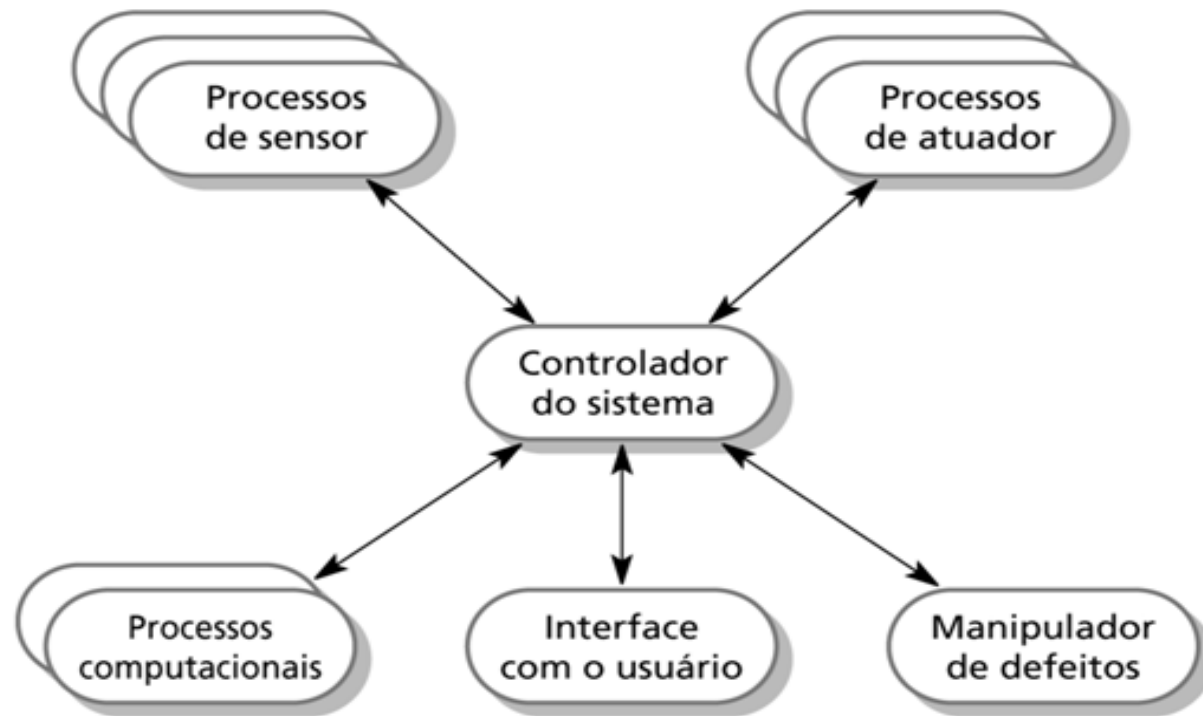 Processos
de sensor
Processos
de atuador
Controlador
do sistema
Processos
computacionais
Interface
com o usuário
Manipulador
de defeitos